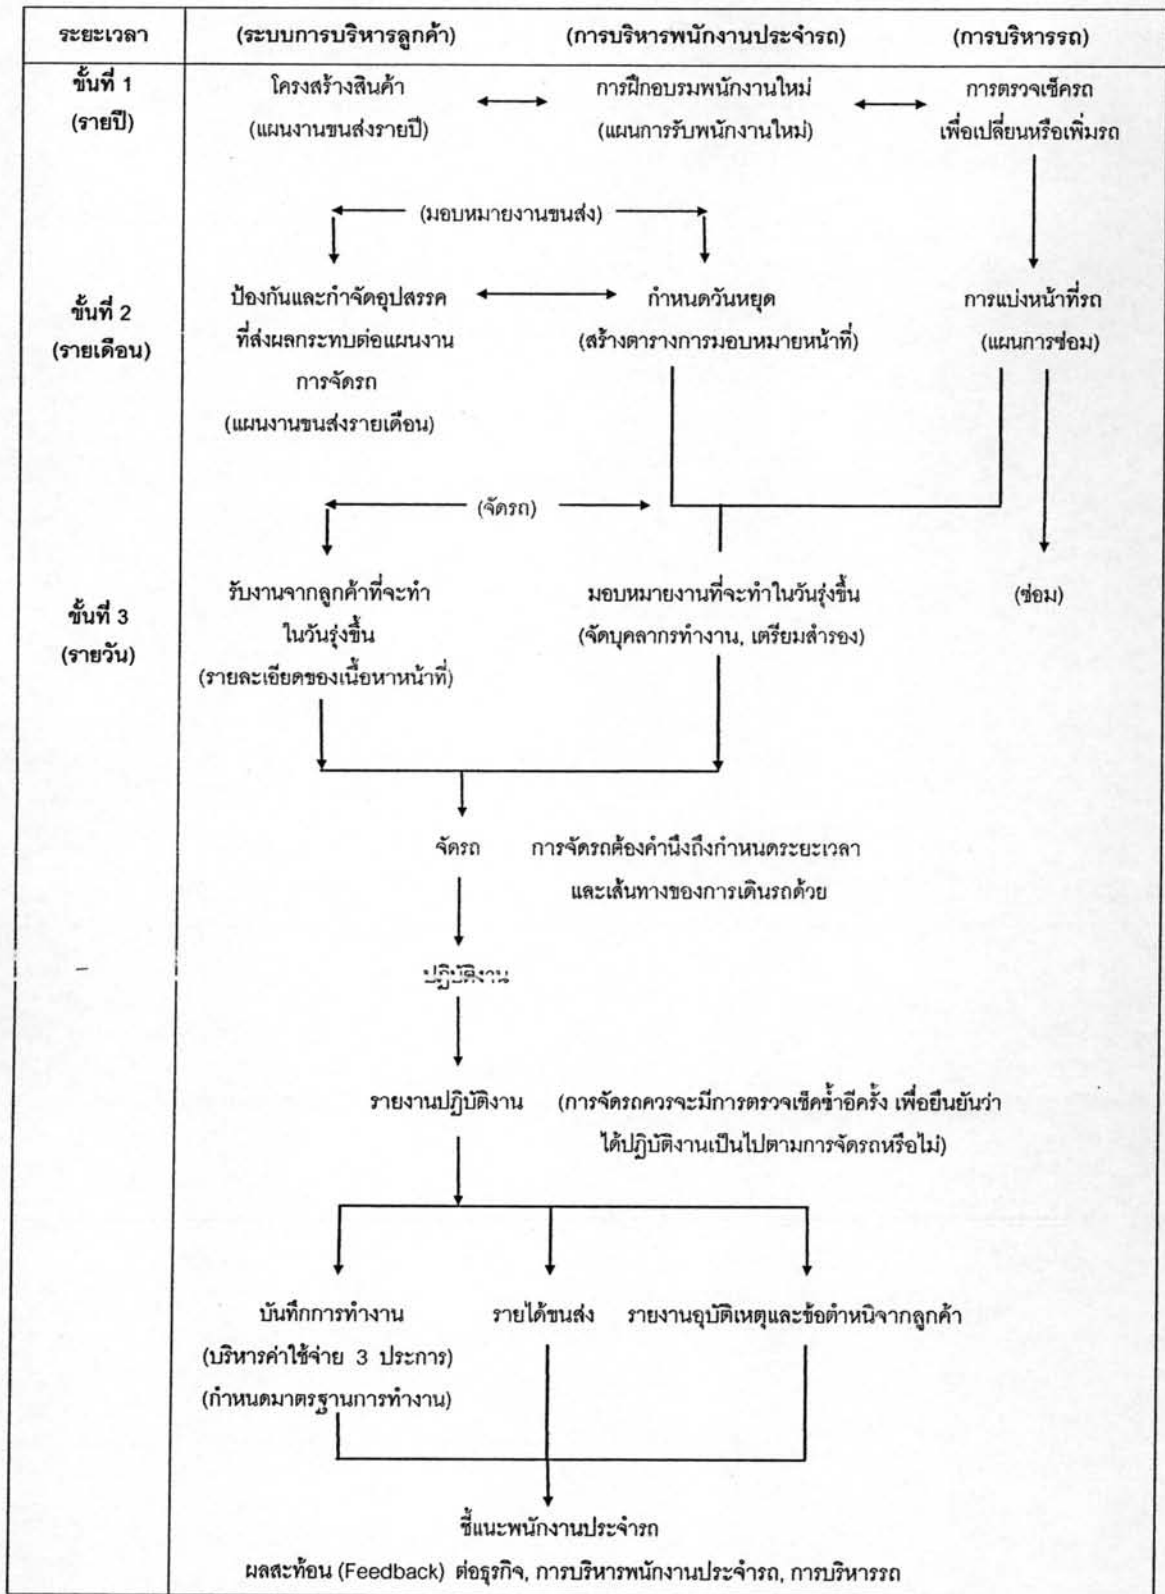 ระยะเวลา (ระบบการบริหารลูกค้า) (การบริหารพนักงานประจำรถ) (การบริหารรถ)
ขั้นที่ 1 โครงสร้างสินค้า การฝึกอบรมพนักงานใหม่ การตรวจเช็ครถ
(รายปี) (แผนงานขนส่งรายปี) (แผนการรับพนักงานใหม่) เพื่อเปลี่ยนหรือเพิ่มรถ
(มอบหมายงานขนส่ง)
ขั้นที่ 2 ป้องกันและกำจัดอุปสรรค กำหนดวันหยุด การแบ่งหน้าที่รถ
(รายเดือน) ที่ส่งผลกระทบต่อแผนงาน (สร้างตารางการมอบหมายหน้าที่) (แผนการซ่อม)
การจัดรถ
(แผนงานขนส่งรายเดือน)
(จัดรถ)
ขั้นที่ 3 รับงานจากลูกค้าที่จะทำ มอบหมายงานที่จะทำในวันรุ่งขึ้น (ซ่อม)
(รายวัน) ในวันรุ่งขึ้น (จัดบุคลากรทำงาน, เตรียมสำรอง)
(รายละเอียดของเนื้อหาหน้าที่)
จัดรถ การจัดรถต้องคำนึงถึงกำหนดระยะเวลา
และเส้นทางของการเดินรถด้วย
ปฏิบัติงาน
รายงานปฏิบัติงาน (การจัดรถควรจะมีการตรวจเช็คซ้ำอีกครั้ง เพื่อยืนยันว่า
ได้ปฏิบัติงานเป็นไปตามการจัดรถหรือไม่)
บันทึกการทำงาน รายได้ขนส่ง รายงานอุบัติเหตุและข้อตำหนิจากลูกค้า
(บริหารค่าใช้จ่าย 3 ประการ)
(กำหนดมาตรฐานการทำงาน)
ชี้แนะพนักงานประจำรถ
ผลสะท้อน (Feedback) ต่อธุรกิจ, การบริหารพนักงานประจำรถ, การบริหารรถ